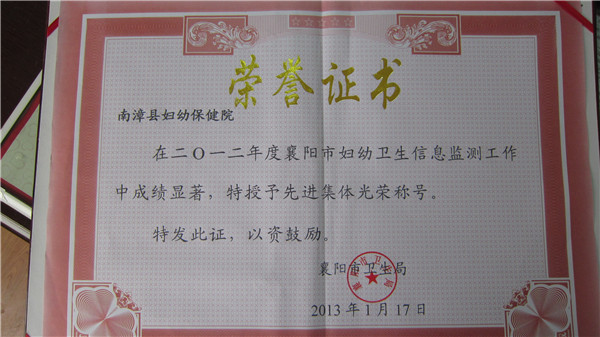 荣誉证书
南漳县妇幼保健院
在二〇一二年度襄阳市妇幼卫生信息监测工作
中成绩显著，特授予先进集体光荣称号。
特发此证，以资鼓励。
襄阳市卫生局
2013年1月17日